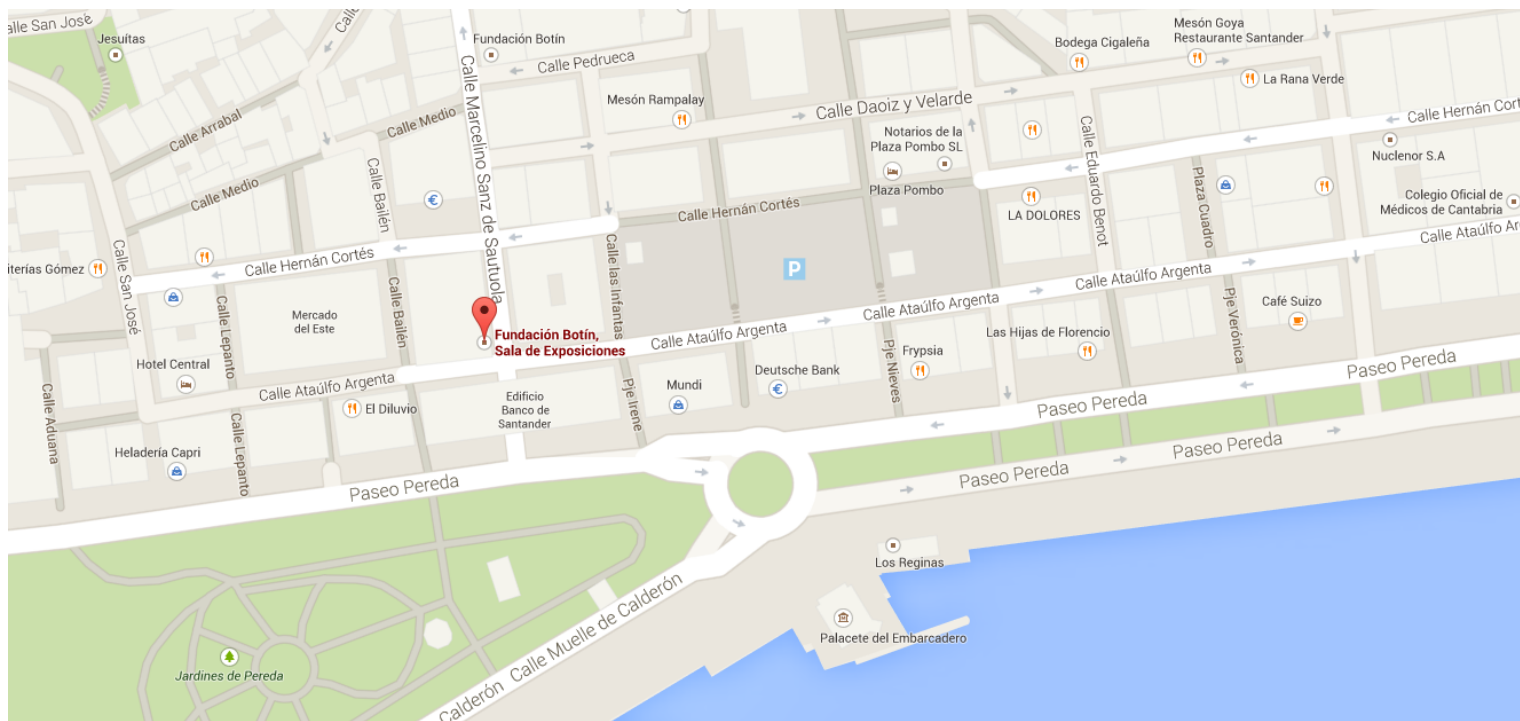 alle San José
Jesuítas
Fundación Botín
Calle Pedrueca
Mesón Goya
Restaurante Santander
Bodega Cigaleña
La Rana Verde
Mesón Rampalay
Calle Daoiz y Velarde
Calle Marcelino Sanz de Sautuola
Calle Arrabal
Calle Medio
Calle Medio
Calle Bailén
Notarios de la
Plaza Pombo SL
Plaza Pombo
Calle Eduardo Benot
Calle Hernán Cort
Nuclenor S.A
Plaza Cuadro
Colegio Oficial de
Médicos de Cantabria
LA DOLORES
Calle Hernán Cortés
Calle Ataúlfo Ar
Calle Hernán Cortés
iterías Gómez
Calle San José
Calle las Infantas
P
Calle Ataúlfo Argenta
Calle Ataúlfo Argenta
Calle Ataúlfo Argenta
Calle Lepanto
Mercado
del Este
Calle Bailén
Fundación Botín,
Sala de Exposiciones
Café Suizo
Las Hijas de Florencio
Pje Verónica
Hotel Central
Calle Ataúlfo Argenta
Frypsia
Pje Nieves
Deutsche Bank
Mundi
Pje Irene
Edificio
Banco de
Santander
El Diluvio
Calle Aduana
Calle Lepanto
Heladería Capri
Paseo Pereda
Paseo Pereda
Paseo Pereda
Paseo Pereda
Paseo Pereda
Los Reginas
Palacete del Embarcadero
Calle Muelle de Calderón
Calderón
Jardines de Pereda